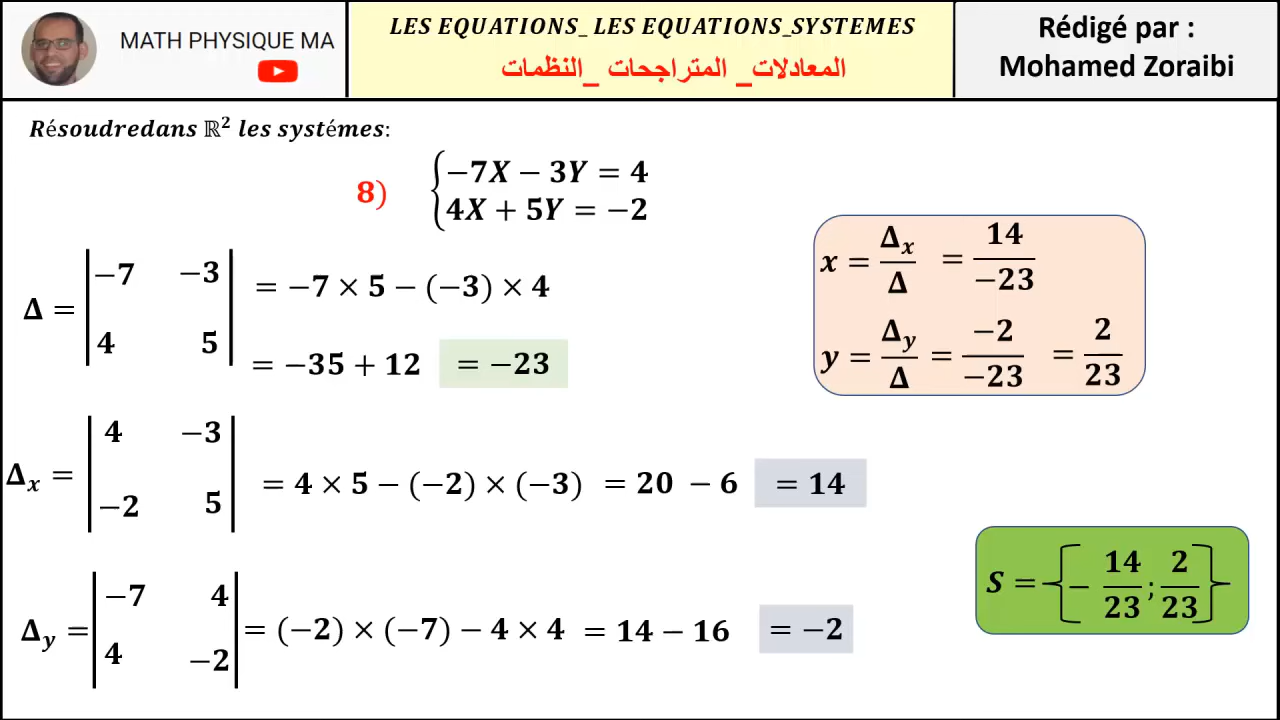 MATH PHYSIQUE MA
LES EQUATIONS_ LES EQUATIONS_SYSTEMES
المعادلات_ المتراجحات _النظمات
Rédigé par :
Mohamed Zoraibi
Résoudredans ℝ² les systémes:
8) {−7X − 3Y = 4
4X + 5Y = −2
Δ = |−7 −3
4 5| = −7 × 5 − (−3) × 4
= −35 + 12 = −23
Δx = |4 −3
−2 5| = 4 × 5 − (−2) × (−3) = 20 − 6 = 14
Δy = |−7 4
4 −2| = (−2) × (−7) − 4 × 4 = 14 − 16 = −2
x = Δx/Δ = 14/−23
y = Δy/Δ = −2/−23 = 2/23
S = {[− 14/23 ; 2/23]}